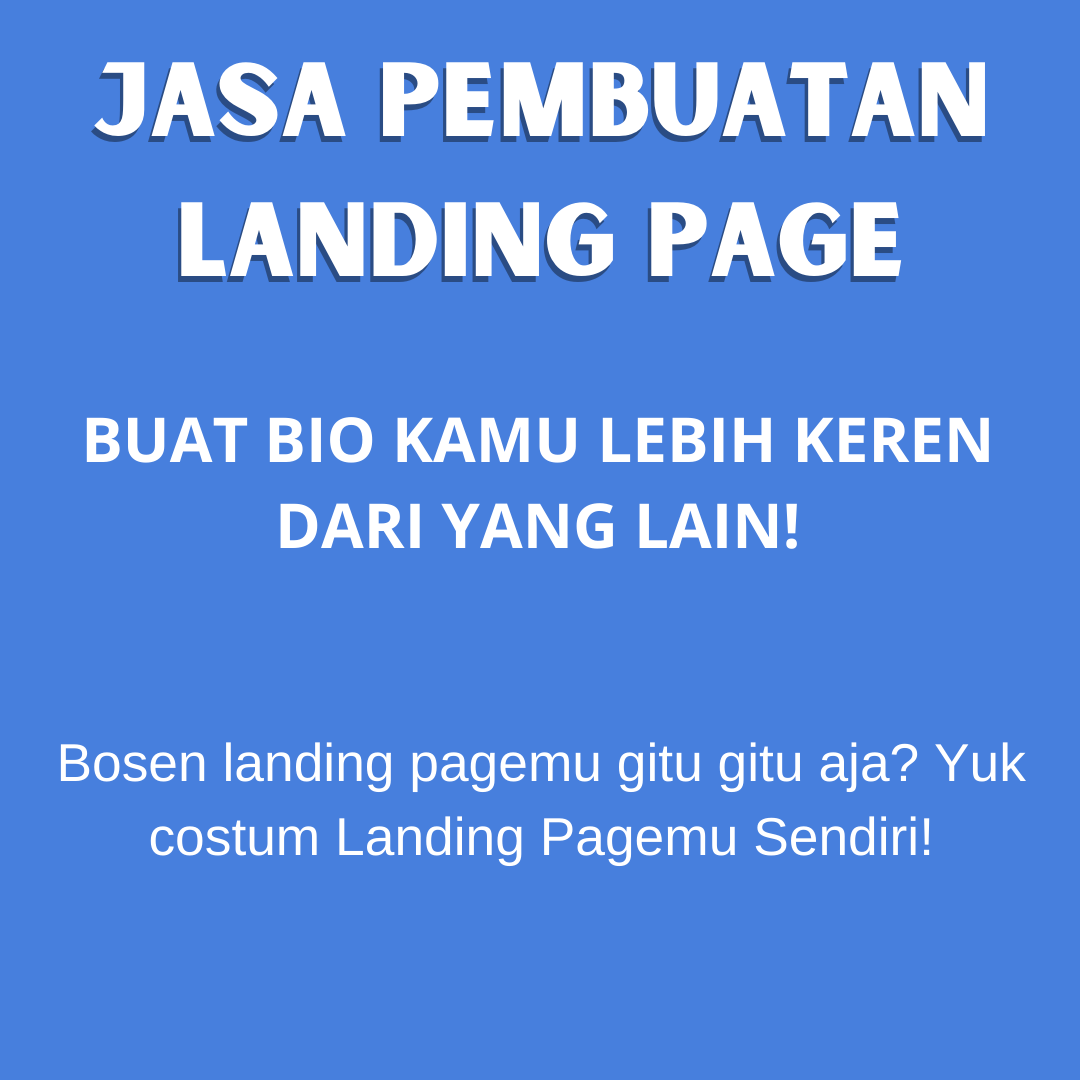 JASA PEMBUATAN
LANDING PAGE
BUAT BIO KAMU LEBIH KEREN
DARI YANG LAIN!
Bosen landing pagemu gitu gitu aja? Yuk
costum Landing Pagemu Sendiri!